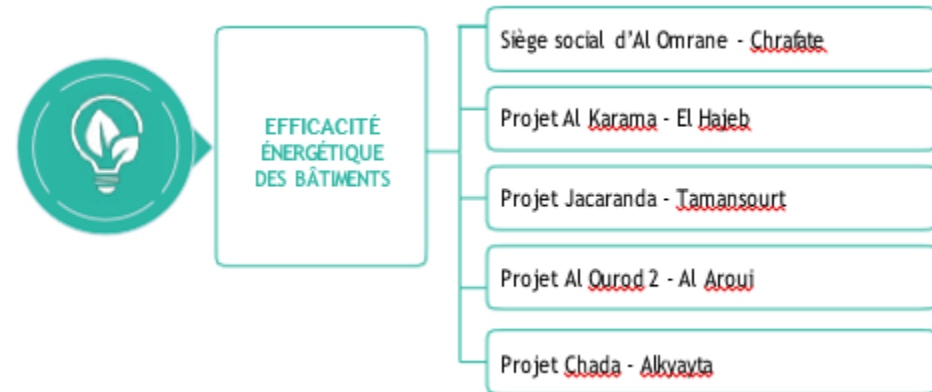 EFFICACITÉ
ÉNERGÉTIQUE
DES BÂTIMENTS
Siège social d'Al Omrane - Chrafate
Projet Al Karama - El Hajeb
Projet Jacaranda - Tamansourt
Projet Al Ourod 2 - Al Aroui
Projet Chada - Alkyayta